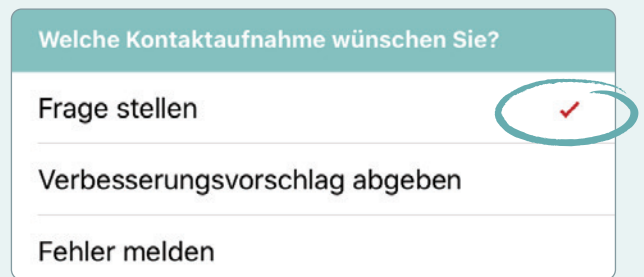 Welche Kontaktaufnahme wünschen Sie?
Frage stellen
Verbesserungsvorschlag abgeben
Fehler melden